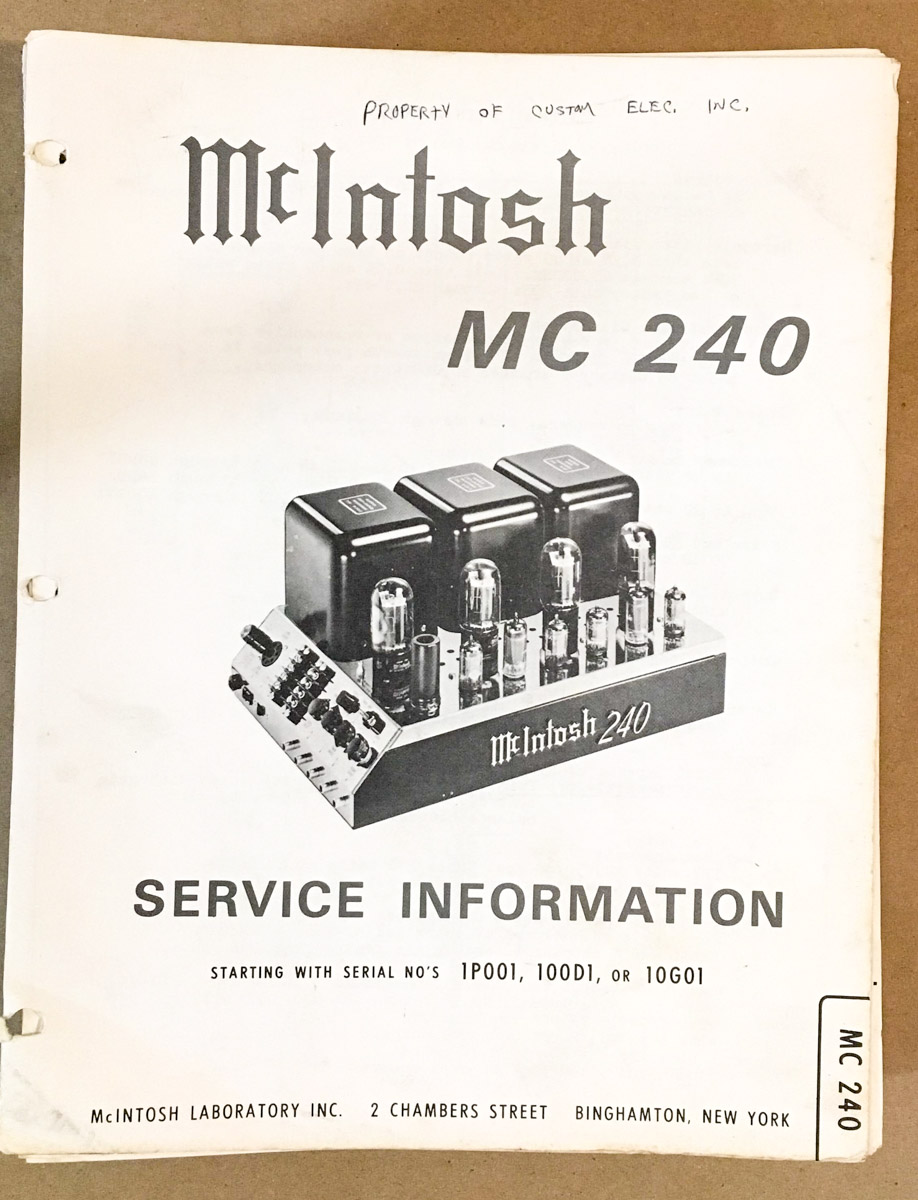 PROPERTY OF CUSTOM ELEC. INC.
McIntosh
MC 240
McIntosh 240
SERVICE INFORMATION
STARTING WITH SERIAL NO'S 1P001, 100D1, OR 10G01
MC 240
McINTOSH LABORATORY INC. 2 CHAMBERS STREET BINGHAMTON, NEW YORK